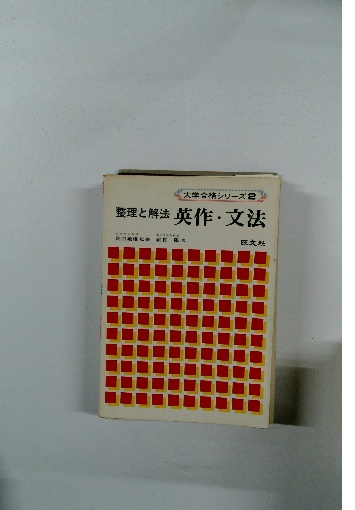 大学合格シリーズ2
整理と解法 英作・文法
旺文社